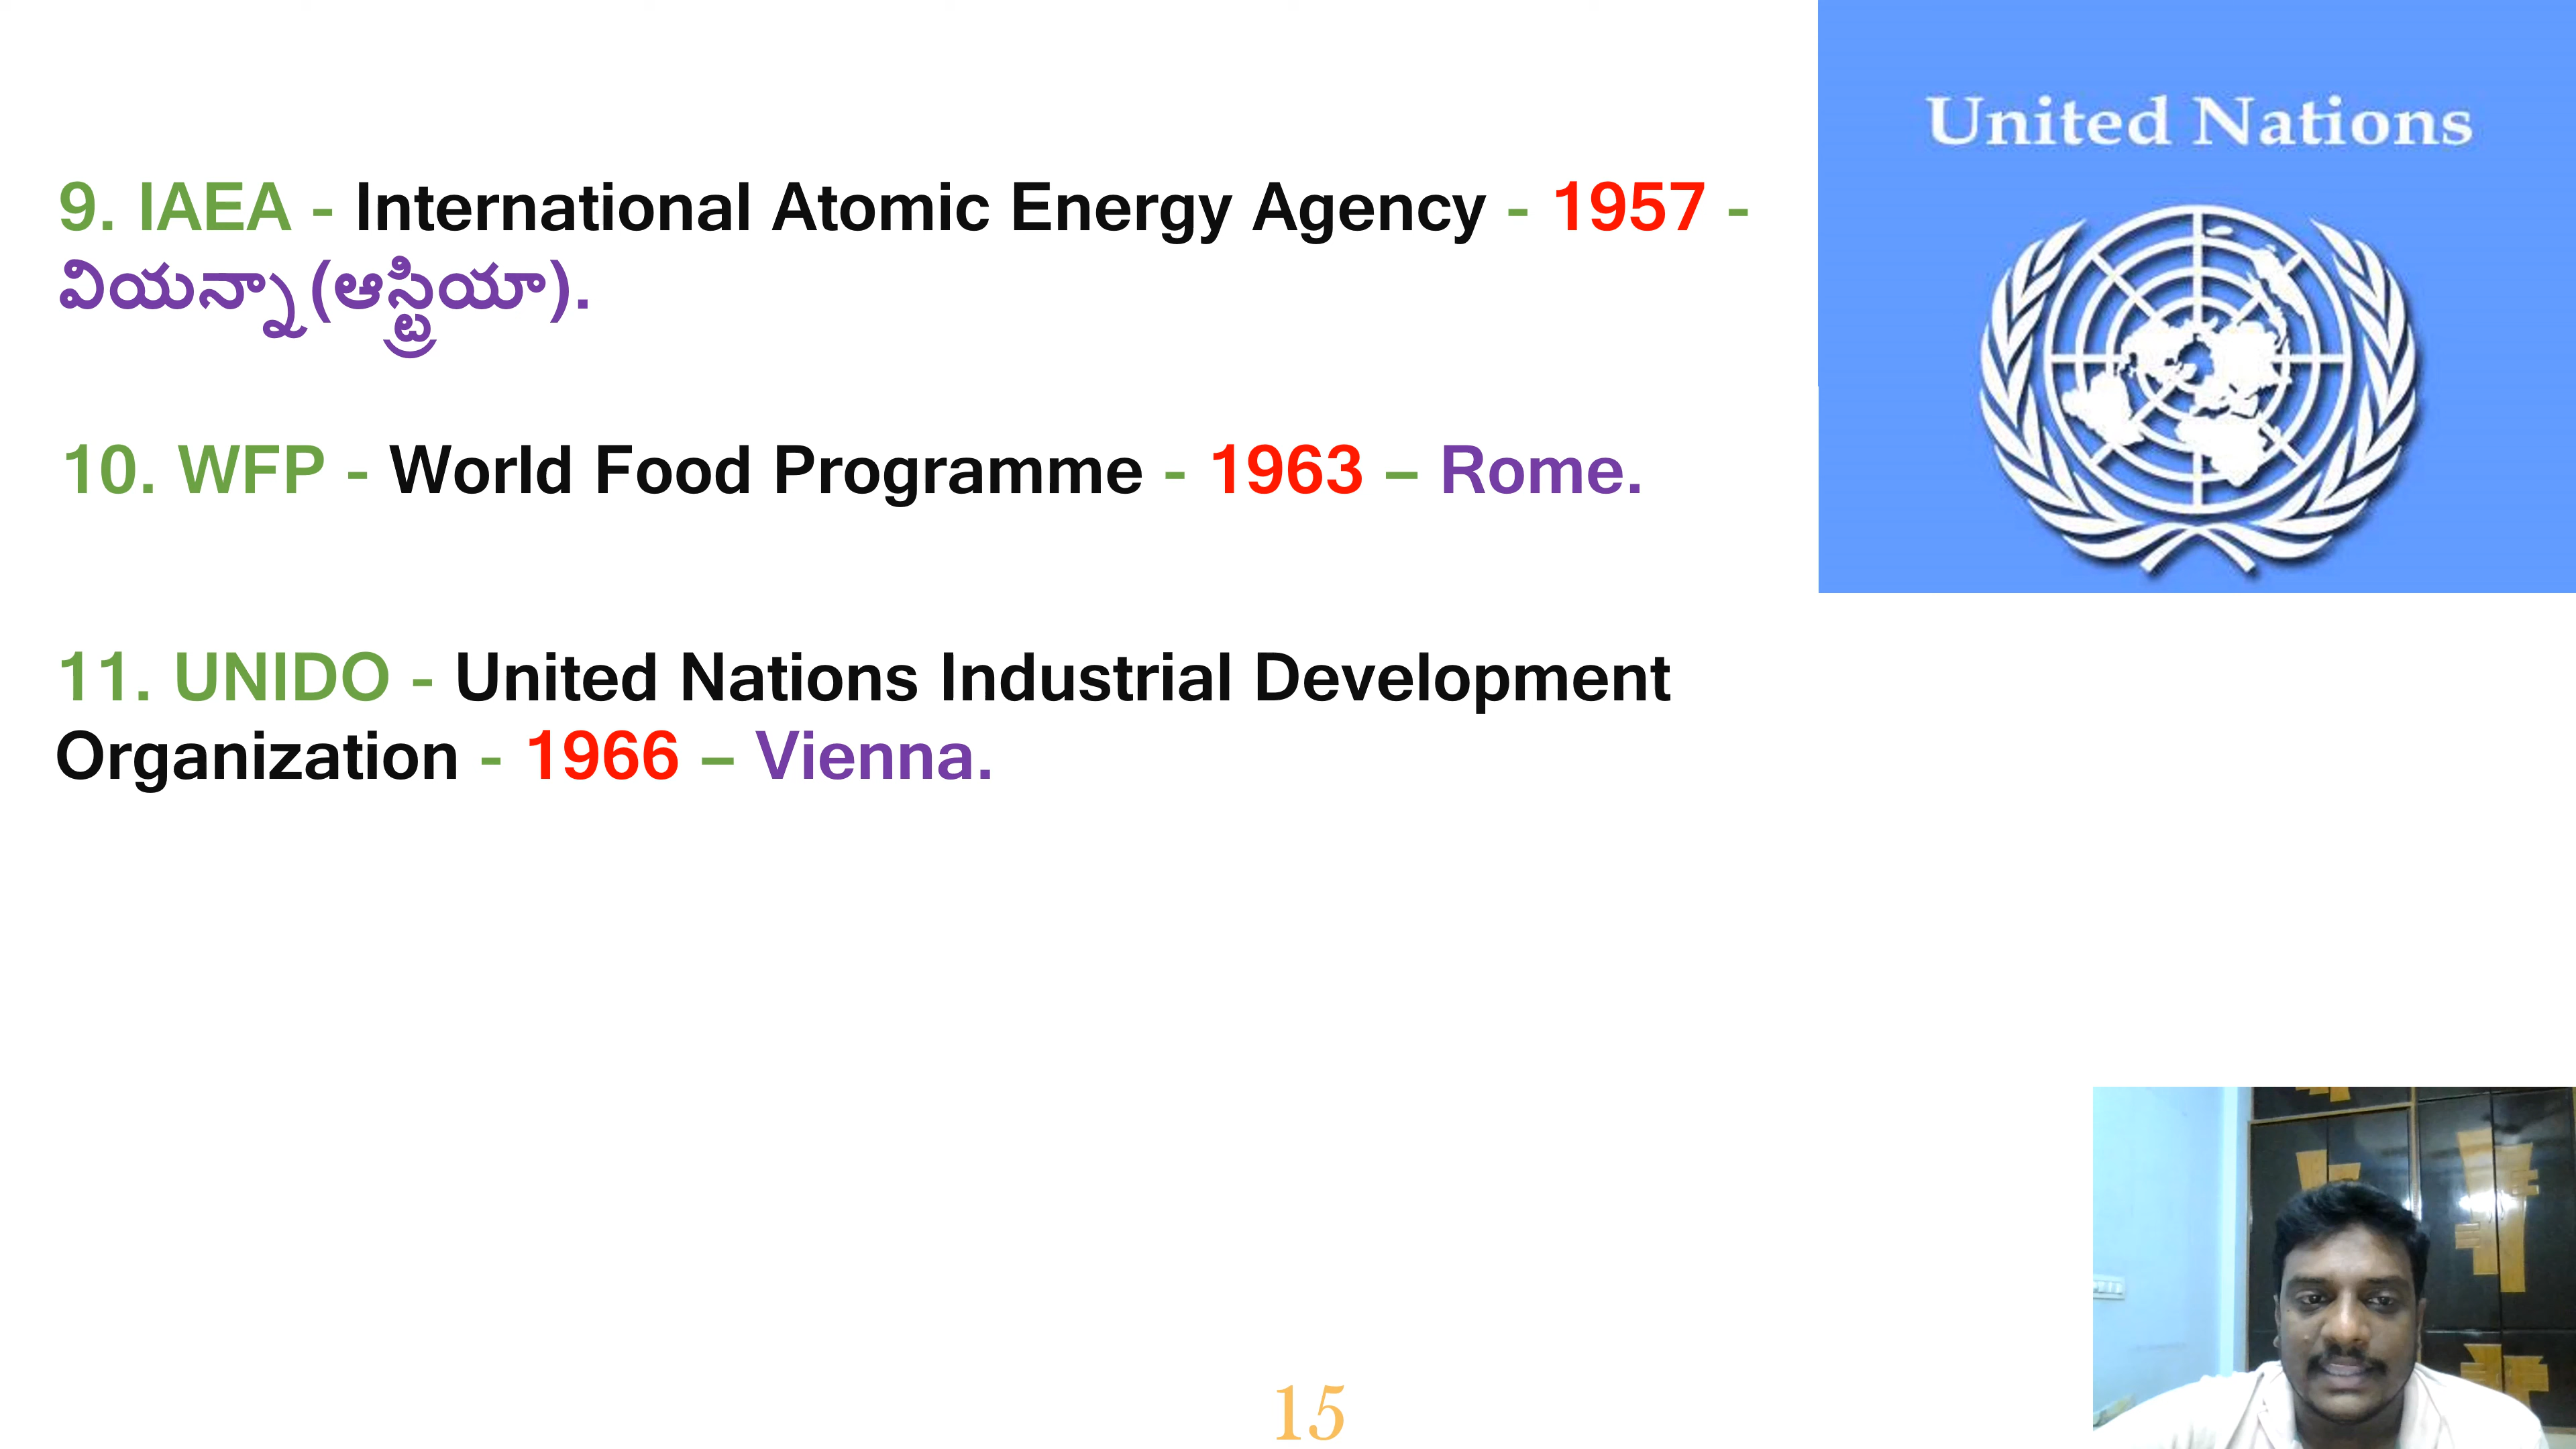 9. IAEA - International Atomic Energy Agency - 1957 -
వియన్నా (ఆస్ట్రియా).
10. WFP - World Food Programme - 1963 – Rome.
11. UNIDO - United Nations Industrial Development
Organization - 1966 – Vienna.
United Nations
15